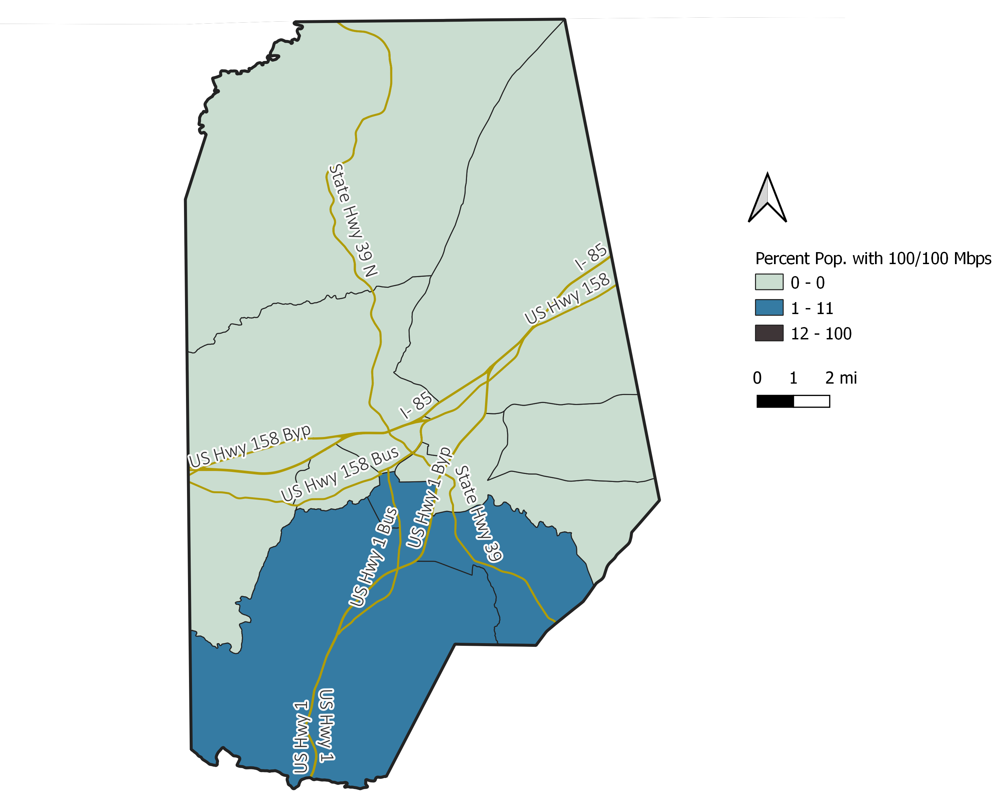 State Hwy 39 N
I- 85
US Hwy 158
I- 85
US Hwy 158 Byp
US Hwy 158 Bus
US Hwy 1 Byp
State Hwy 39
US Hwy 1 Bus
US Hwy 1
US Hwy 1
Percent Pop. with 100/100 Mbps
0 - 0
1 - 11
12 - 100
0 1 2 mi